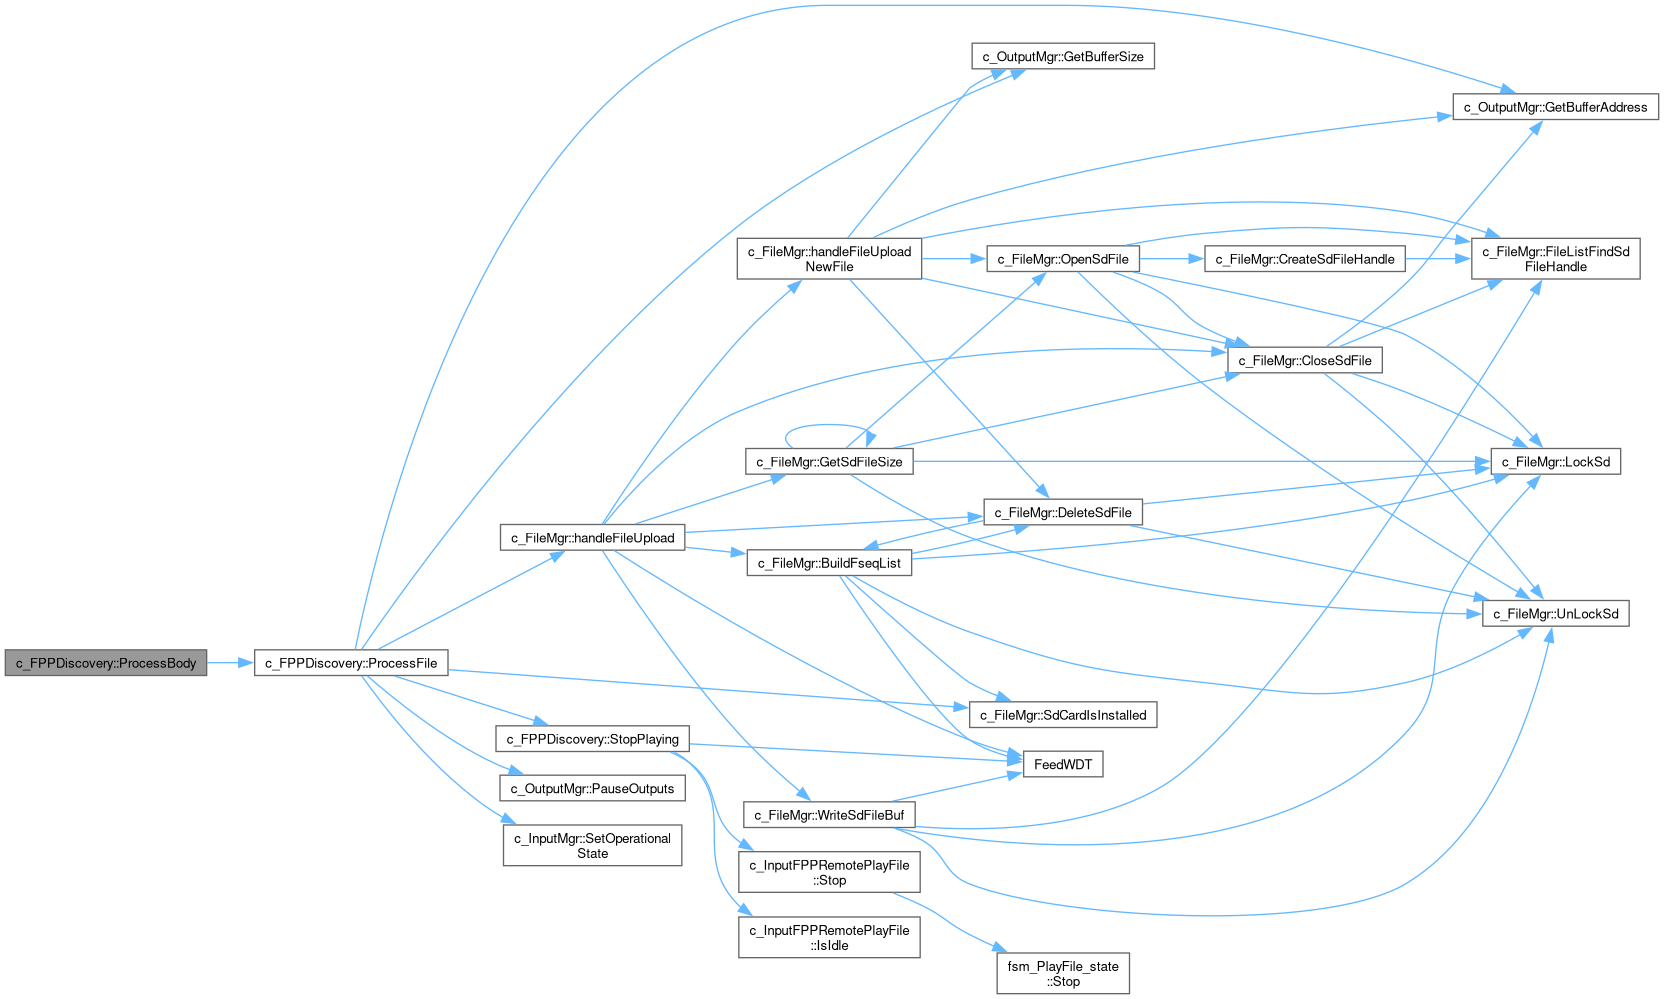 c_OutputMgr::GetBufferSize
c_OutputMgr::GetBufferAddress
c_FileMgr::handleFileUpload
NewFile
c_FileMgr::OpenSdFile
c_FileMgr::CreateSdFileHandle
c_FileMgr::FileListFindSd
FileHandle
c_FileMgr::CloseSdFile
c_FileMgr::GetSdFileSize
c_FileMgr::LockSd
c_FileMgr::DeleteSdFile
c_FileMgr::handleFileUpload
c_FileMgr::BuildFseqList
c_FileMgr::UnLockSd
c_FPPDiscovery::ProcessBody
c_FPPDiscovery::ProcessFile
c_FileMgr::SdCardIsInstalled
c_FPPDiscovery::StopPlaying
FeedWDT
c_OutputMgr::PauseOutputs
c_FileMgr::WriteSdFileBuf
c_InputMgr::SetOperational
State
c_InputFPPRemotePlayFile
::Stop
c_InputFPPRemotePlayFile
::IsIdle
fsm_PlayFile_state
::Stop